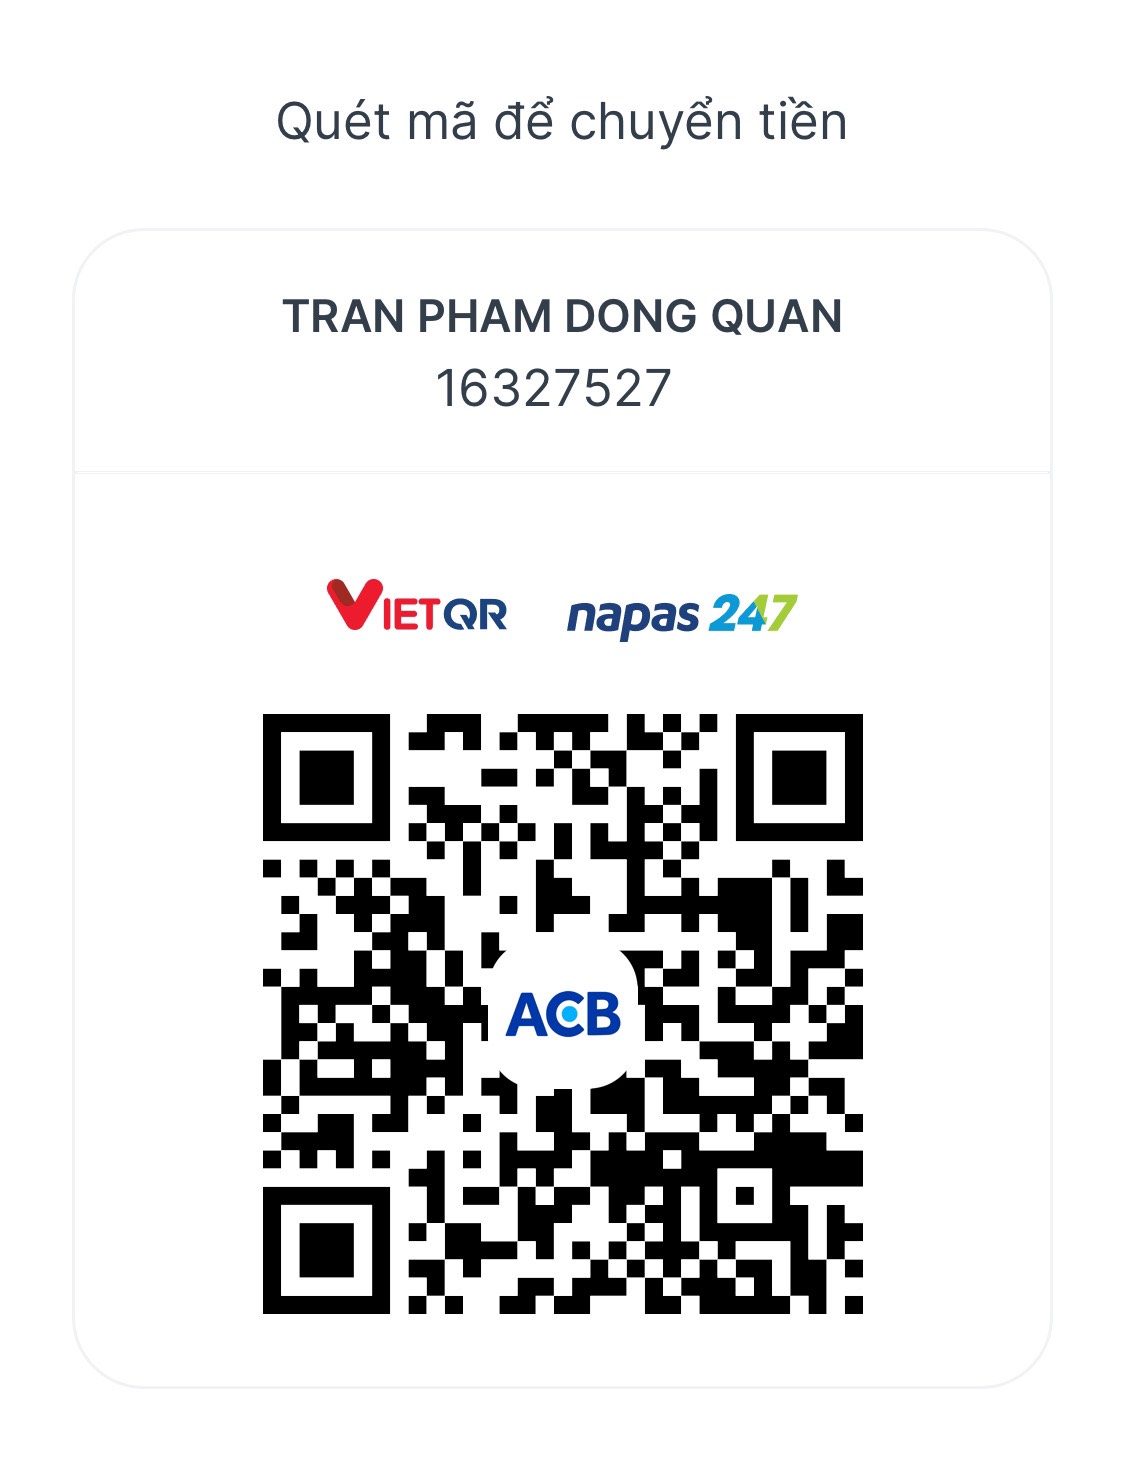 Quét mã để chuyển tiền
TRAN PHAM DONG QUAN
16327527
VIETQR napas 247
ACB